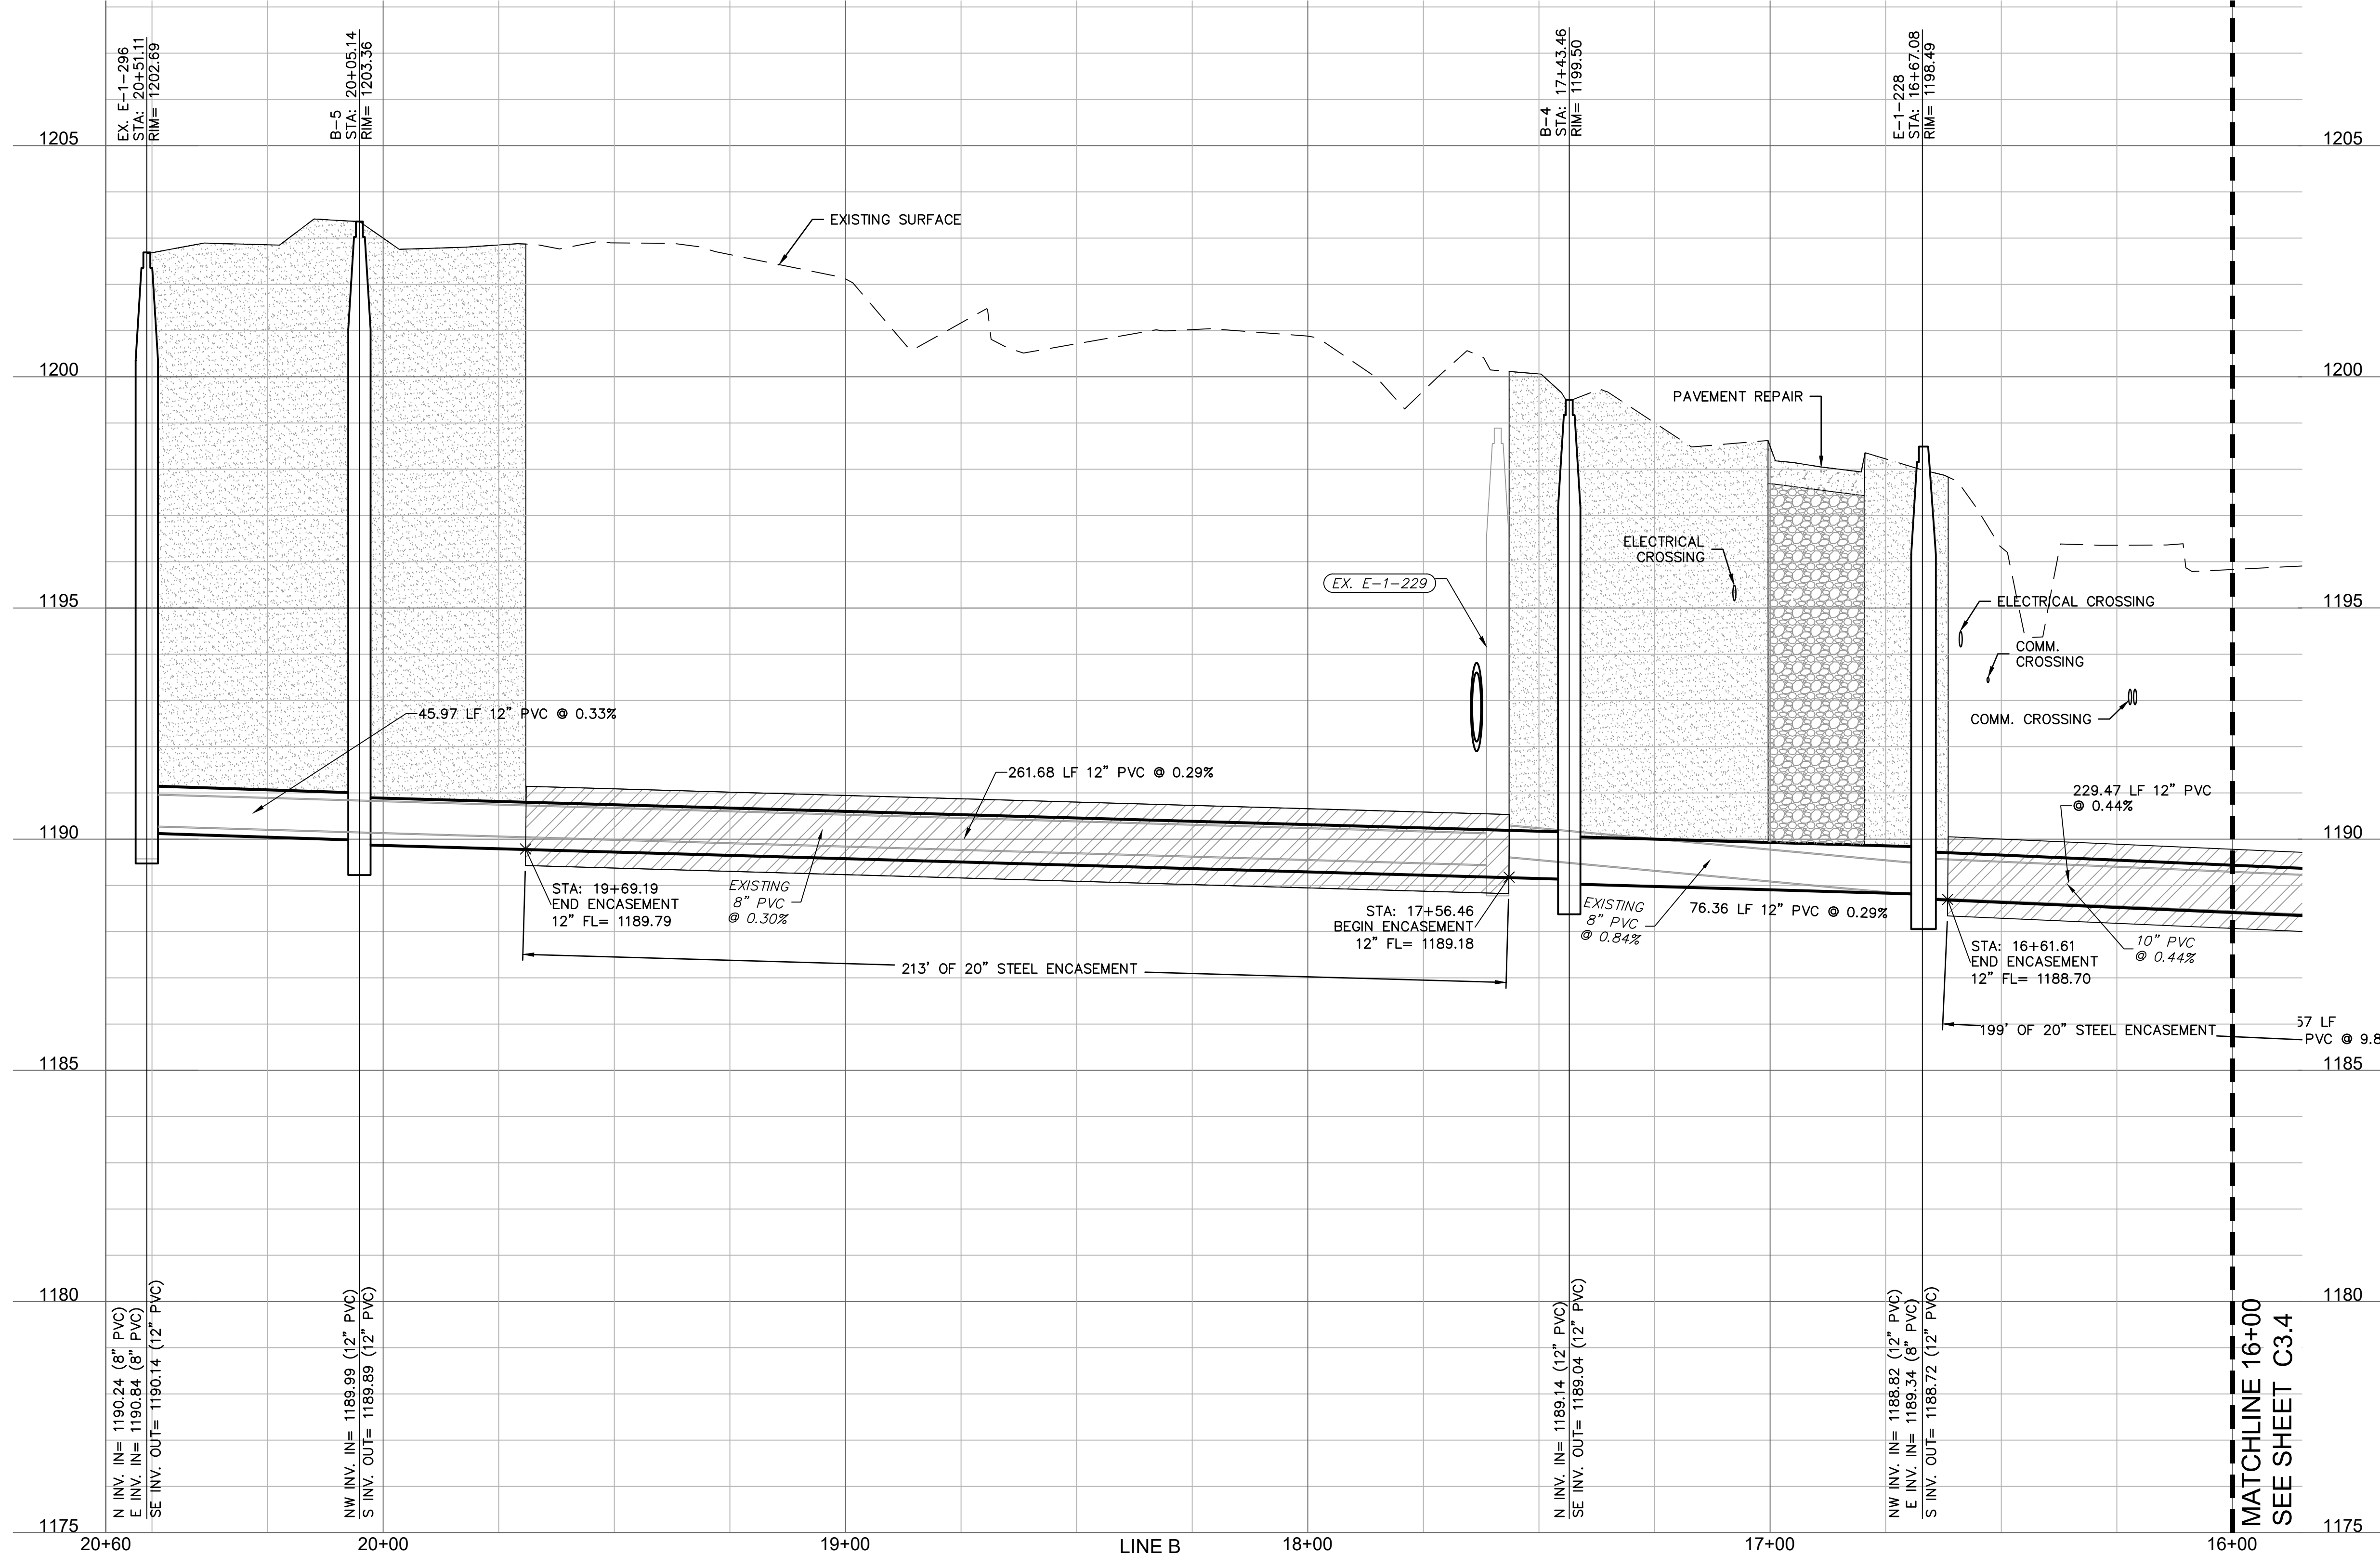 EX. E-1-296
STA: 20+51.11
RIM= 1202.69
B-5
STA: 20+05.14
RIM= 1203.36
B-4
STA: 17+43.46
RIM= 1199.50
E-1-228
STA: 16+67.08
RIM= 1198.49
1205
1205
EXISTING SURFACE
1200
1200
PAVEMENT REPAIR
ELECTRICAL
CROSSING
EX. E-1-229
1195
1195
ELECTRICAL CROSSING
COMM.
CROSSING
COMM. CROSSING
45.97 LF 12" PVC @ 0.33%
261.68 LF 12" PVC @ 0.29%
229.47 LF 12" PVC
@ 0.44%
1190
1190
STA: 19+69.19
END ENCASEMENT
12" FL= 1189.79
EXISTING
8" PVC
@ 0.30%
STA: 17+56.46
BEGIN ENCASEMENT
12" FL= 1189.18
EXISTING
8" PVC
@ 0.84%
76.36 LF 12" PVC @ 0.29%
STA: 16+61.61
END ENCASEMENT
12" FL= 1188.70
10" PVC
@ 0.44%
213' OF 20" STEEL ENCASEMENT
199' OF 20" STEEL ENCASEMENT
57 LF
PVC @ 9.8
1185
1185
1180
1180
N INV. IN= 1190.24 (8" PVC)
E INV. IN= 1190.84 (8" PVC)
SE INV. OUT= 1190.14 (12" PVC)
NW INV. IN= 1189.99 (12" PVC)
S INV. OUT= 1189.89 (12" PVC)
N INV. IN= 1189.14 (12" PVC)
SE INV. OUT= 1189.04 (12" PVC)
NW INV. IN= 1188.82 (12" PVC)
E INV. IN= 1189.34 (8" PVC)
S INV. OUT= 1188.72 (12" PVC)
MATCHLINE 16+00
SEE SHEET C3.4
1175
1175
20+60
20+00
19+00
LINE B
18+00
17+00
16+00